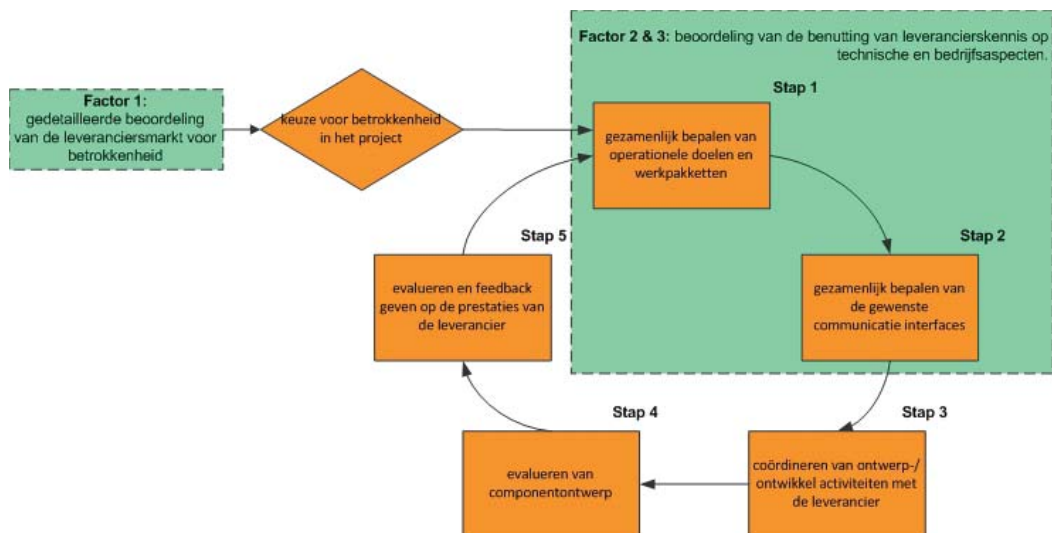 Factor 2 & 3: beoordeling van de benutting van leverancierskennis op
technische en bedrijfsaspecten.
Factor 1:
gedetailleerde beoordeling
van de leveranciersmarkt voor
betrokkenheid
keuze voor betrokkenheid
in het project
Stap 1
gezamenlijk bepalen van
operationele doelen en
werkpakketten
Stap 2
gezamenlijk bepalen van
de gewenste
communicatie interfaces
Stap 3
coördineren van ontwerp-/
ontwikkel activiteiten met
de leverancier
Stap 4
evalueren van
componentontwerp
Stap 5
evalueren en feedback
geven op de prestaties van
de leverancier